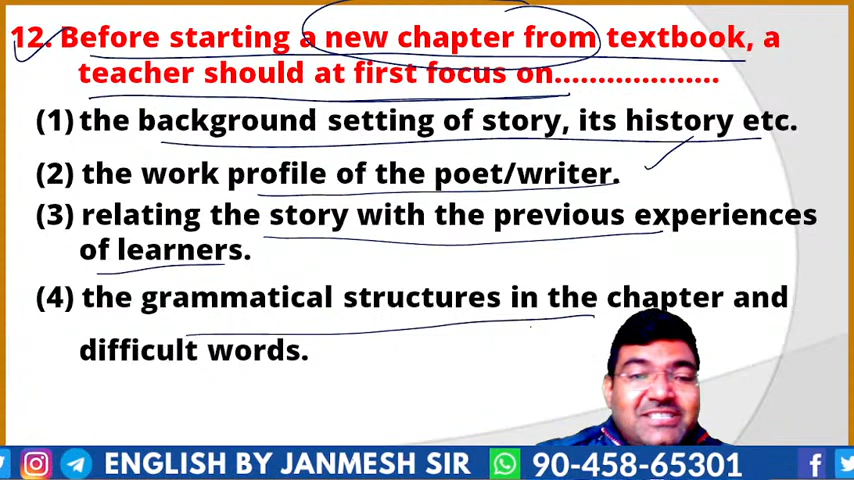 12. Before starting a new chapter from textbook, a
teacher should at first focus on...................
(1) the background setting of story, its history etc.
(2) the work profile of the poet/writer.
(3) relating the story with the previous experiences
of learners.
(4) the grammatical structures in the chapter and
difficult words.
ENGLISH BY JANMESH SIR 90-458-65301